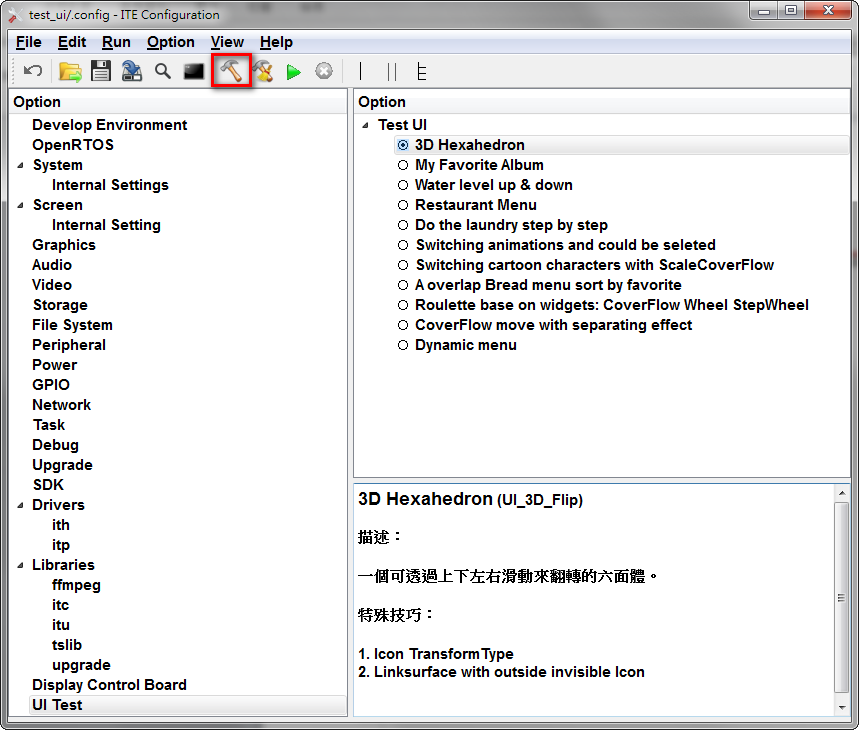 test_ui/.config - ITE Configuration
File Edit Run Option View Help
Option
Develop Environment
OpenRTOS
System
Internal Settings
Screen
Internal Setting
Graphics
Audio
Video
Storage
File System
Peripheral
Power
GPIO
Network
Task
Debug
Upgrade
SDK
Drivers
ith
itp
Libraries
ffmpeg
itc
itu
tslib
upgrade
Display Control Board
UI Test
Option
Test UI
3D Hexahedron
My Favorite Album
Water level up & down
Restaurant Menu
Do the laundry step by step
Switching animations and could be seleted
Switching cartoon characters with ScaleCoverFlow
A overlap Bread menu sort by favorite
Roulette base on widgets: CoverFlow Wheel StepWheel
CoverFlow move with separating effect
Dynamic menu
3D Hexahedron (UI_3D_Flip)
描述：
一個可透過上下左右滑動來翻轉的六面體。
特殊技巧：
1. Icon TransformType
2. Linksurface with outside invisible Icon